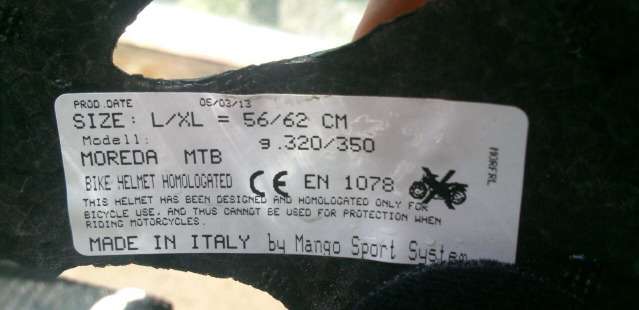 PROD.DATE 05/03/13
SIZE: L/XL = 56/62 CM
Modell: g.320/350
MOREDA MTB
BIKE HELMET HOMOLOGATED CE EN 1078
THIS HELMET HAS BEEN DESIGNED AND HOMOLOGATED ONLY FOR
BICYCLE USE, AND THUS CANNOT BE USED FOR PROTECTION WHEN
RIDING MOTORCYCLES.
MADE IN ITALY by Mango Sport System